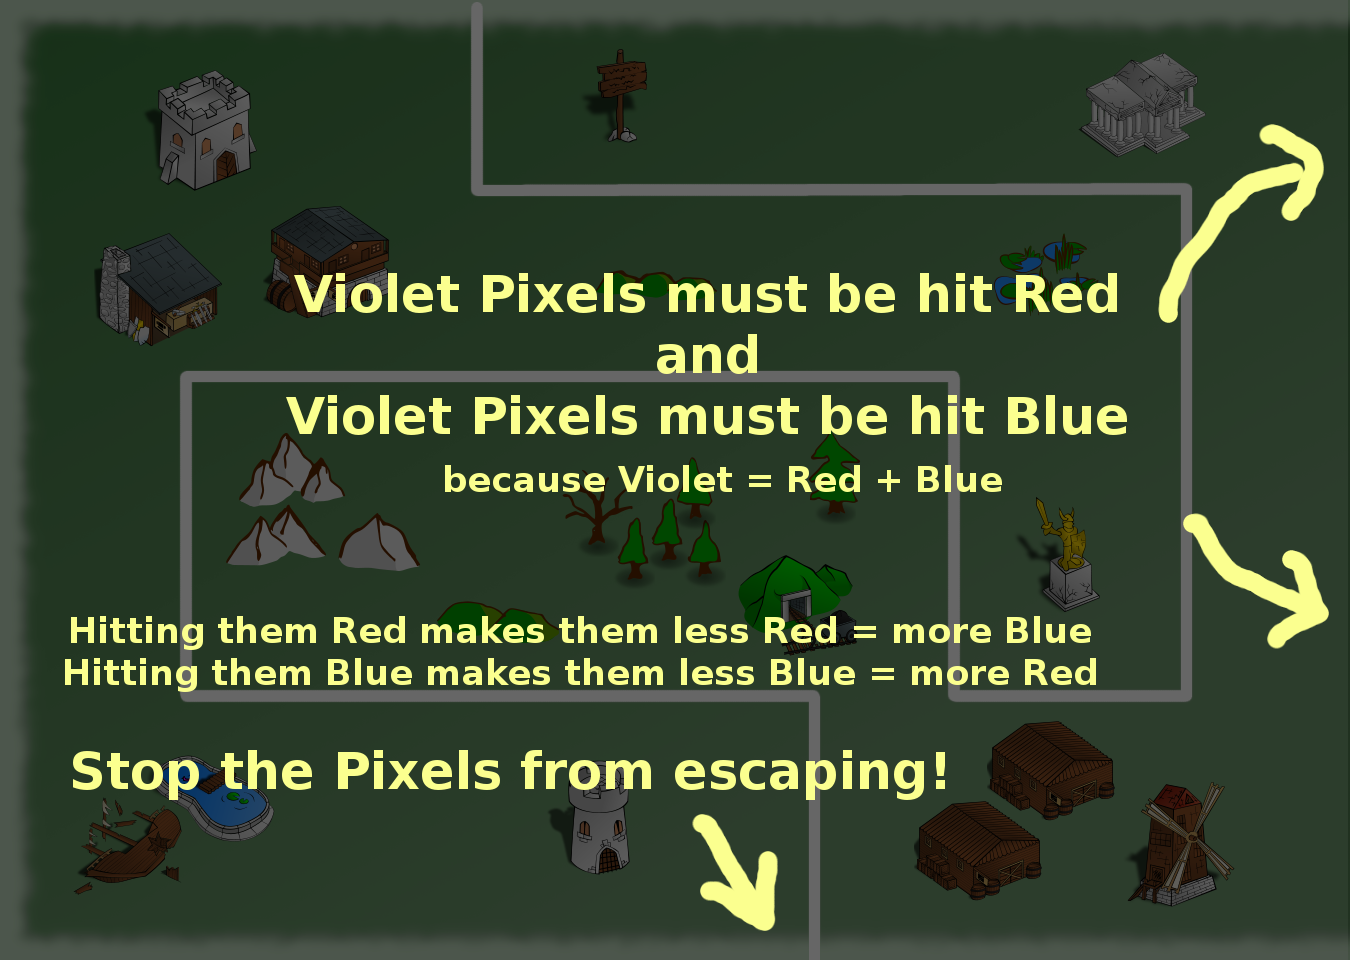 Violet Pixels must be hit Red
and
Violet Pixels must be hit Blue
because Violet = Red + Blue
Hitting them Red makes them less Red = more Blue
Hitting them Blue makes them less Blue = more Red
Stop the Pixels from escaping!